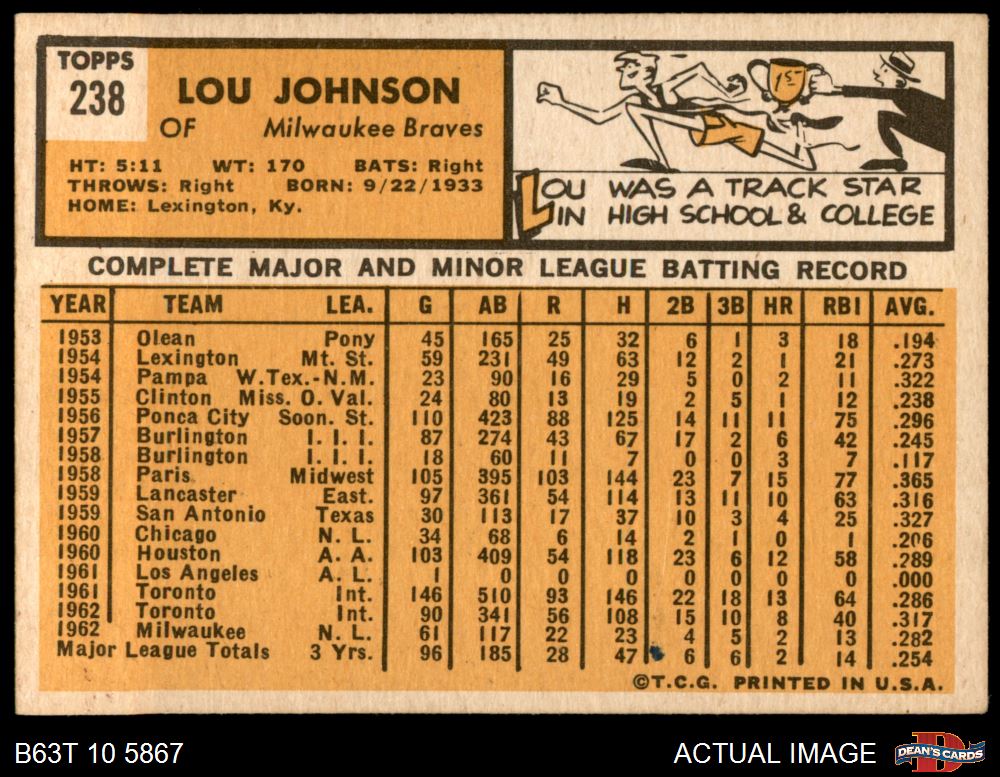 TOPPS
238
LOU JOHNSON
OF Milwaukee Braves
HT: 5:11 WT: 170 BATS: Right
THROWS: Right BORN: 9/22/1933
HOME: Lexington, Ky.
1ST
LOU WAS A TRACK STAR
IN HIGH SCHOOL & COLLEGE
COMPLETE MAJOR AND MINOR LEAGUE BATTING RECORD
YEAR TEAM LEA. G AB R H 2B 3B HR RBI AVG.
1953 Olean Pony 45 165 25 32 6 1 3 18 .194
1954 Lexington Mt. St. 59 231 49 63 12 2 1 21 .273
1954 Pampa W.Tex.-N.M. 23 90 16 29 5 0 2 11 .322
1955 Clinton Miss. O. Val. 24 80 13 19 2 5 1 12 .238
1956 Ponca City Soon. St. 110 423 88 125 14 11 11 75 .296
1957 Burlington I. I. I. 87 274 43 67 17 2 6 42 .245
1958 Burlington I. I. I. 18 60 11 7 0 0 3 7 .117
1958 Paris Midwest 105 395 103 144 23 7 15 77 .365
1959 Lancaster East. 97 361 54 114 13 11 10 63 .316
1959 San Antonio Texas 30 113 17 37 10 3 4 25 .327
1960 Chicago N. L. 34 68 6 14 2 1 0 1 .206
1960 Houston A. A. 103 409 54 118 23 6 12 58 .289
1961 Los Angeles A. L. 1 0 0 0 0 0 0 0 .000
1961 Toronto Int. 146 510 93 146 22 18 13 64 .286
1962 Toronto Int. 90 341 56 108 15 10 8 40 .317
1962 Milwaukee N. L. 61 117 22 23 4 5 2 13 .282
Major League Totals 3 Yrs. 96 185 28 47 6 6 2 14 .254
©T.C.G. PRINTED IN U.S.A.
B63T 10 5867 ACTUAL IMAGE DEAN'S CARDS